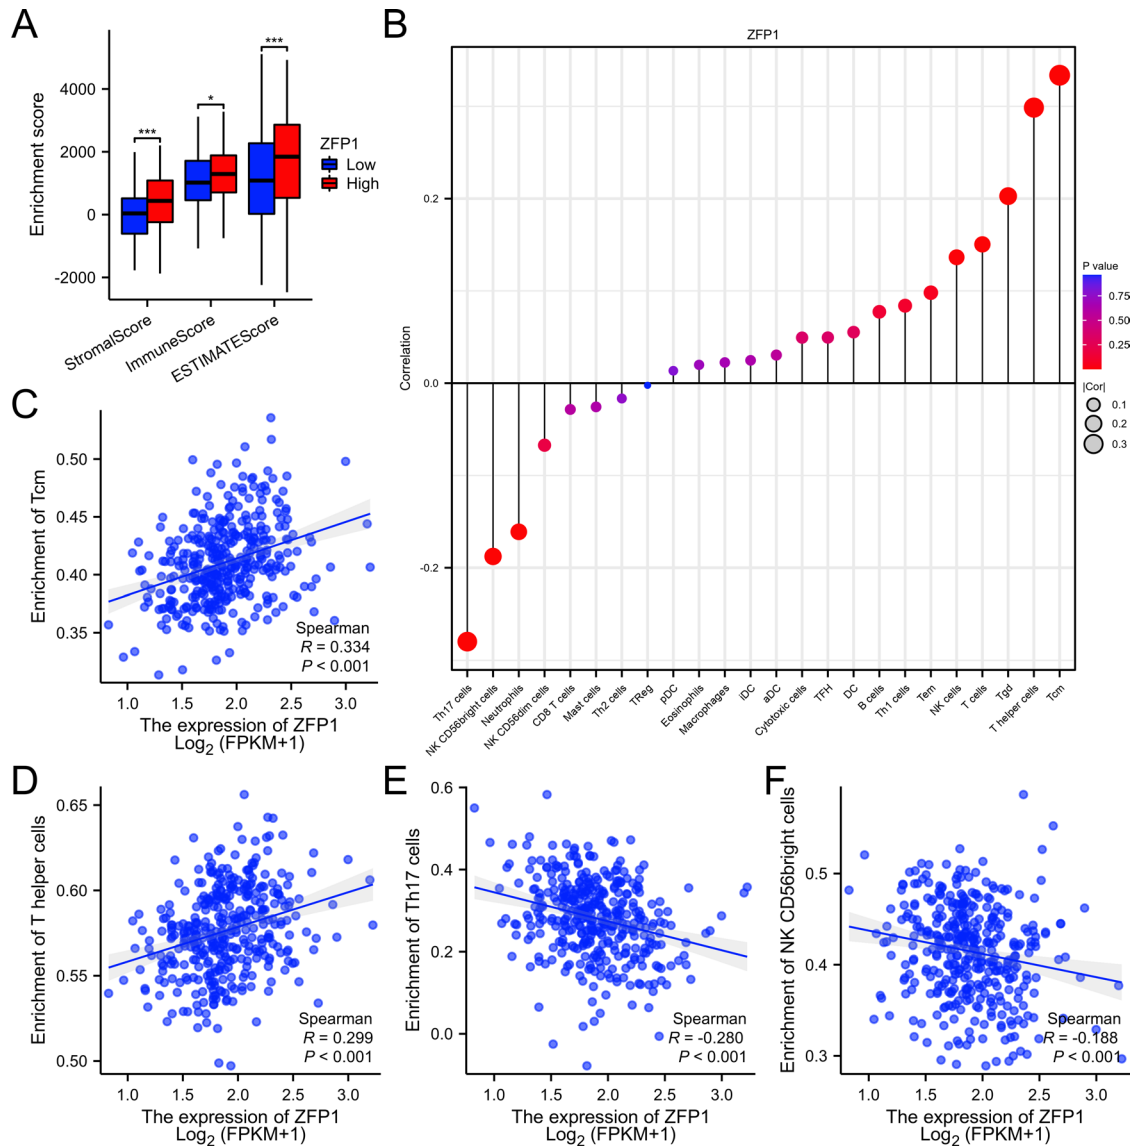 A
Enrichment score
4000
2000
0
-2000
***
*
***
ZFP1
Low
High
StromalScore
ImmuneScore
ESTIMATEScore
B
ZFP1
Correlation
0.2
0.0
-0.2
Th17 cells
NK CD56bright cells
Neutrophils
NK CD56dim cells
CD8 T cells
Mast cells
Th2 cells
TReg
pDC
Eosinophils
Macrophages
iDC
aDC
Cytotoxic cells
TFH
DC
B cells
Th1 cells
Tem
NK cells
T cells
Tgd
T helper cells
Tcm
P value
0.75
0.50
0.25
|Cor|
0.1
0.2
0.3
C
Enrichment of Tcm
0.50
0.45
0.40
0.35
Spearman
R = 0.334
P < 0.001
1.0 1.5 2.0 2.5 3.0
The expression of ZFP1
Log2 (FPKM+1)
D
Enrichment of T helper cells
0.65
0.60
0.55
0.50
Spearman
R = 0.299
P < 0.001
1.0 1.5 2.0 2.5 3.0
The expression of ZFP1
Log2 (FPKM+1)
E
Enrichment of Th17 cells
0.6
0.4
0.2
0.0
Spearman
R = -0.280
P < 0.001
1.0 1.5 2.0 2.5 3.0
The expression of ZFP1
Log2 (FPKM+1)
F
Enrichment of NK CD56bright cells
0.5
0.4
0.3
Spearman
R = -0.188
P < 0.001
1.0 1.5 2.0 2.5 3.0
The expression of ZFP1
Log2 (FPKM+1)